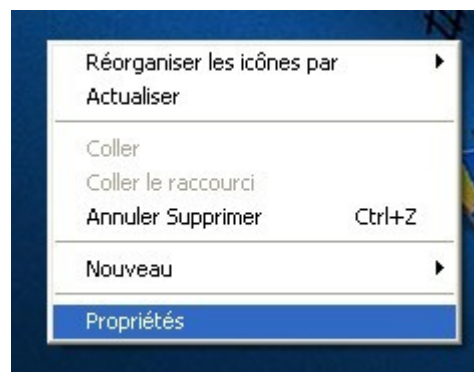 Réorganiser les icônes par
Actualiser
Coller
Coller le raccourci
Annuler Supprimer Ctrl+Z
Nouveau
Propriétés